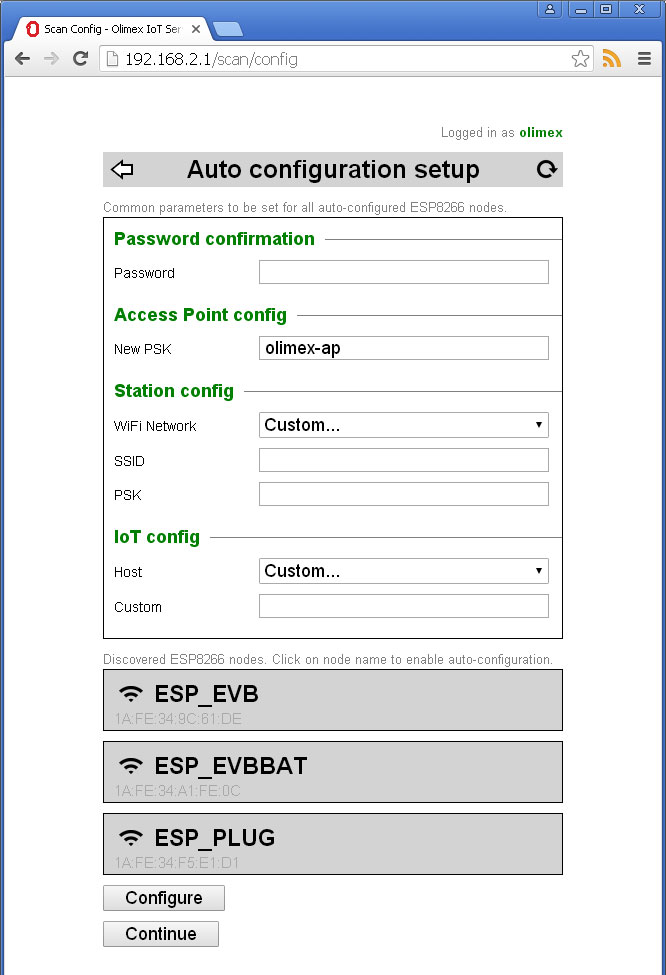 Scan Config - Olimex IoT Ser
192.168.2.1/scan/config
Logged in as olimex
Auto configuration setup
Common parameters to be set for all auto-configured ESP8266 nodes.
Password confirmation
Password
Access Point config
New PSK olimex-ap
Station config
WiFi Network Custom...
SSID
PSK
IoT config
Host Custom...
Custom
Discovered ESP8266 nodes. Click on node name to enable auto-configuration.
ESP_EVB
1A:FE:34:9C:61:DE
ESP_EVBBAT
1A:FE:34:A1:FE:0C
ESP_PLUG
1A:FE:34:F5:E1:D1
Configure
Continue